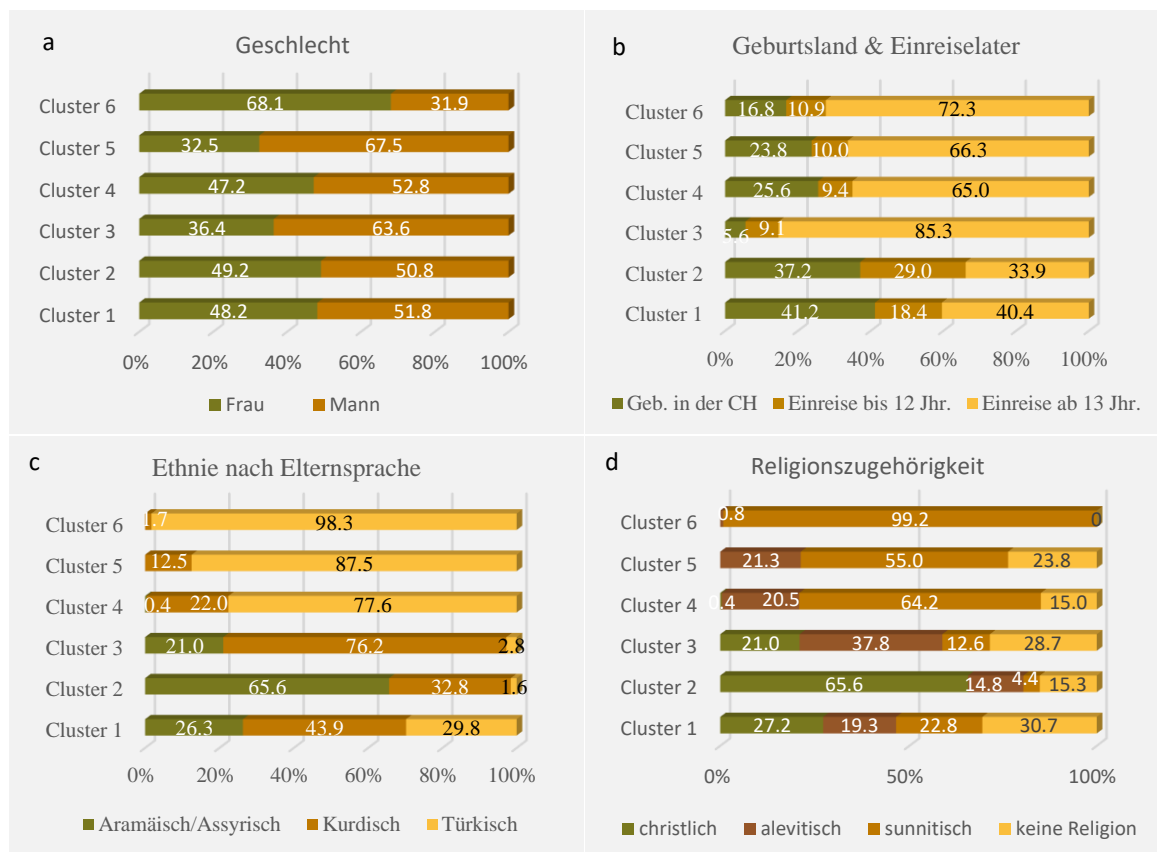 a
Geschlecht
Cluster 6
68.1 31.9
Cluster 5
32.5 67.5
Cluster 4
47.2 52.8
Cluster 3
36.4 63.6
Cluster 2
49.2 50.8
Cluster 1
48.2 51.8
0% 20% 40% 60% 80% 100%
Frau Mann
b
Geburtsland & Einreiselater
Cluster 6
16.8 10.9 72.3
Cluster 5
23.8 10.0 66.3
Cluster 4
25.6 9.4 65.0
Cluster 3
5.6 9.1 85.3
Cluster 2
37.2 29.0 33.9
Cluster 1
41.2 18.4 40.4
0% 20% 40% 60% 80% 100%
Geb. in der CH Einreise bis 12 Jhr. Einreise ab 13 Jhr.
c
Ethnie nach Elternsprache
Cluster 6
1.7 98.3
Cluster 5
12.5 87.5
Cluster 4
0.4 22.0 77.6
Cluster 3
21.0 76.2 2.8
Cluster 2
65.6 32.8 1.6
Cluster 1
26.3 43.9 29.8
0% 20% 40% 60% 80% 100%
Aramäisch/Assyrisch Kurdisch Türkisch
d
Religionszugehörigkeit
Cluster 6
0.8 99.2 0
Cluster 5
21.3 55.0 23.8
Cluster 4
0.4 20.5 64.2 15.0
Cluster 3
21.0 37.8 12.6 28.7
Cluster 2
65.6 14.8 4.4 15.3
Cluster 1
27.2 19.3 22.8 30.7
0% 50% 100%
christlich alevitisch sunnitisch keine Religion